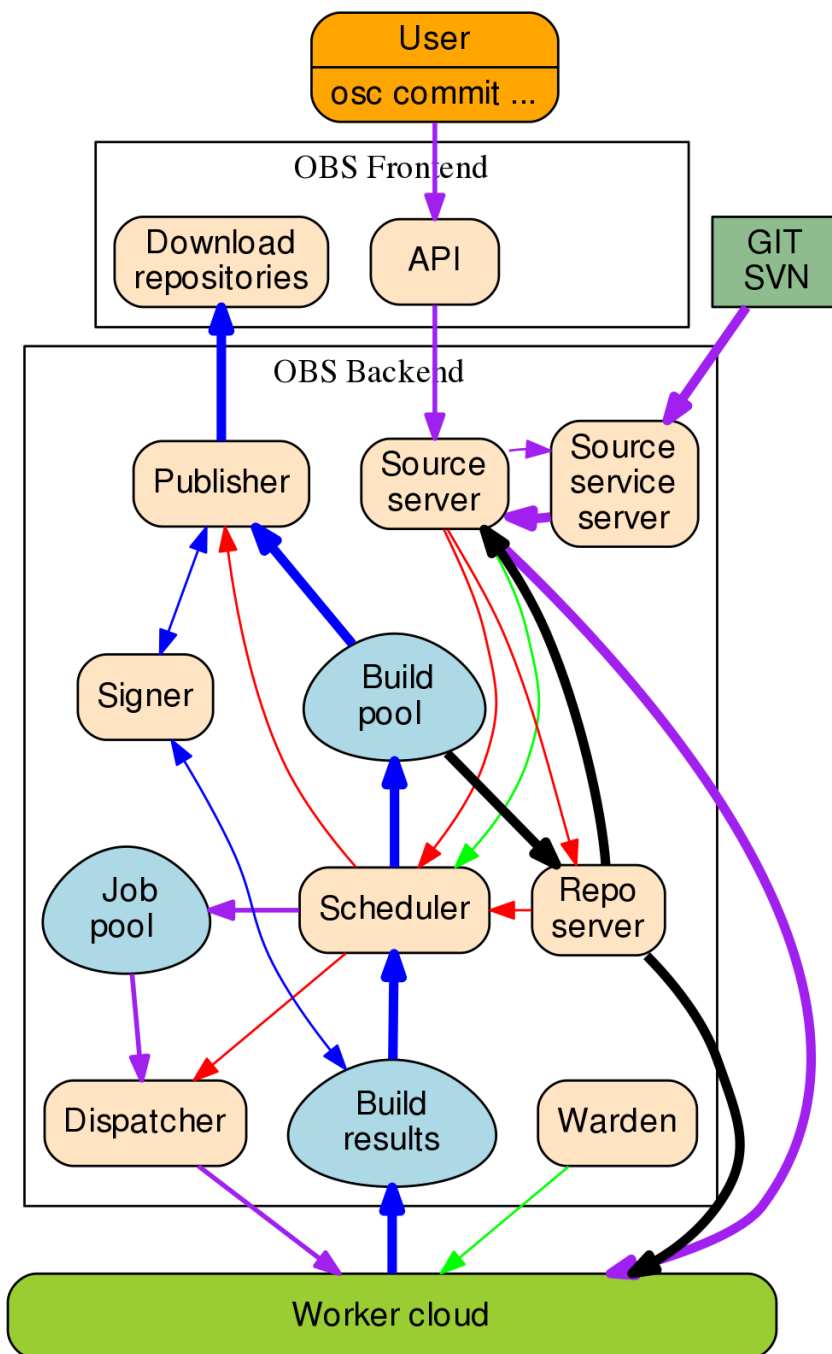 User
osc commit ...
OBS Frontend
Download
repositories
API
GIT
SVN
OBS Backend
Publisher
Source
server
Source
service
server
Signer
Build
pool
Job
pool
Scheduler
Repo
server
Dispatcher
Build
results
Warden
Worker cloud